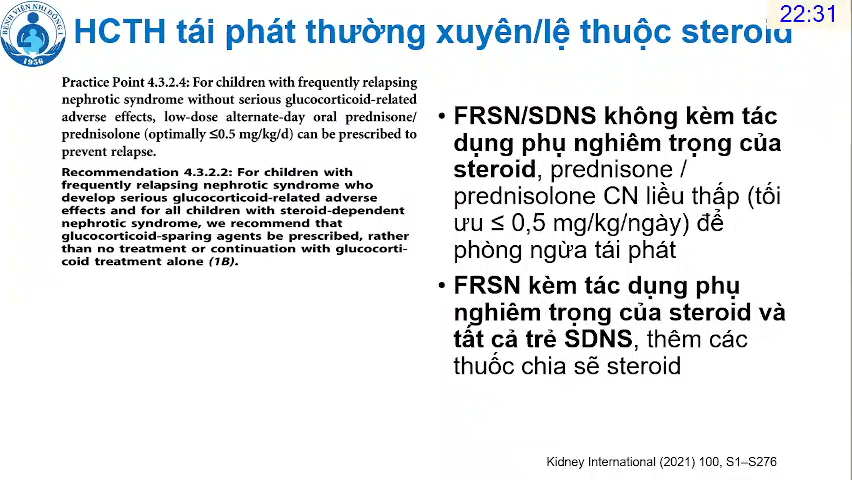 22:31
BỆNH VIỆN NHI ĐỒNG 1
1956
HCTH tái phát thường xuyên/lệ thuộc steroid
Practice Point 4.3.2.4: For children with frequently relapsing
nephrotic syndrome without serious glucocorticoid-related
adverse effects, low-dose alternate-day oral prednisone/
prednisolone (optimally ≤0.5 mg/kg/d) can be prescribed to
prevent relapse.
Recommendation 4.3.2.2: For children with
frequently relapsing nephrotic syndrome who
develop serious glucocorticoid-related adverse
effects and for all children with steroid-dependent
nephrotic syndrome, we recommend that
glucocorticoid-sparing agents be prescribed, rather
than no treatment or continuation with glucocorti-
coid treatment alone (1B).
• FRSN/SDNS không kèm tác
dụng phụ nghiêm trọng của
steroid, prednisone /
prednisolone CN liều thấp (tối
ưu ≤ 0,5 mg/kg/ngày) để
phòng ngừa tái phát
• FRSN kèm tác dụng phụ
nghiêm trọng của steroid và
tất cả trẻ SDNS, thêm các
thuốc chia sẽ steroid
Kidney International (2021) 100, S1–S276